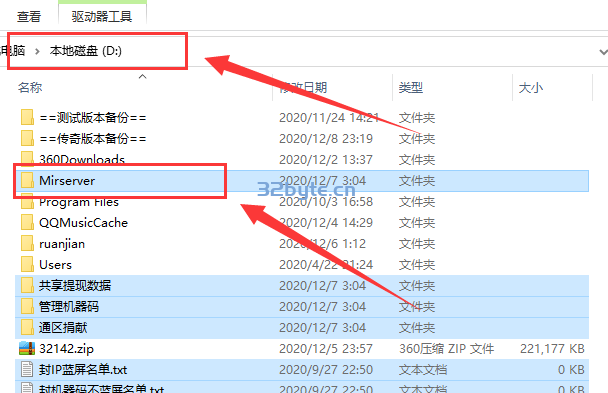 查看 驱动器工具
电脑 > 本地磁盘 (D:)
名称 修改日期 类型 大小
==测试版本备份== 2020/11/24 14:21 文件夹
==传奇版本备份== 2020/12/8 23:19 文件夹
360Downloads 2020/12/2 13:37 文件夹
Mirserver 2020/12/7 3:04 文件夹
32byte.cn
Program Files 2020/10/3 16:58 文件夹
QQMusicCache 2020/12/4 14:29 文件夹
ruanjian 2020/12/6 1:12 文件夹
Users 2020/4/22 21:24 文件夹
共享提现数据 2020/12/7 3:04 文件夹
管理机器码 2020/12/7 3:04 文件夹
通区捐献 2020/12/7 3:04 文件夹
32142.zip 2020/12/5 23:57 360压缩 ZIP 文件 221,177 KB
封IP蓝屏名单.txt 2020/9/27 22:50 文本文档 0 KB
封机器码不蓝屏名单.txt 2020/9/27 22:50 文本文档 0 KB